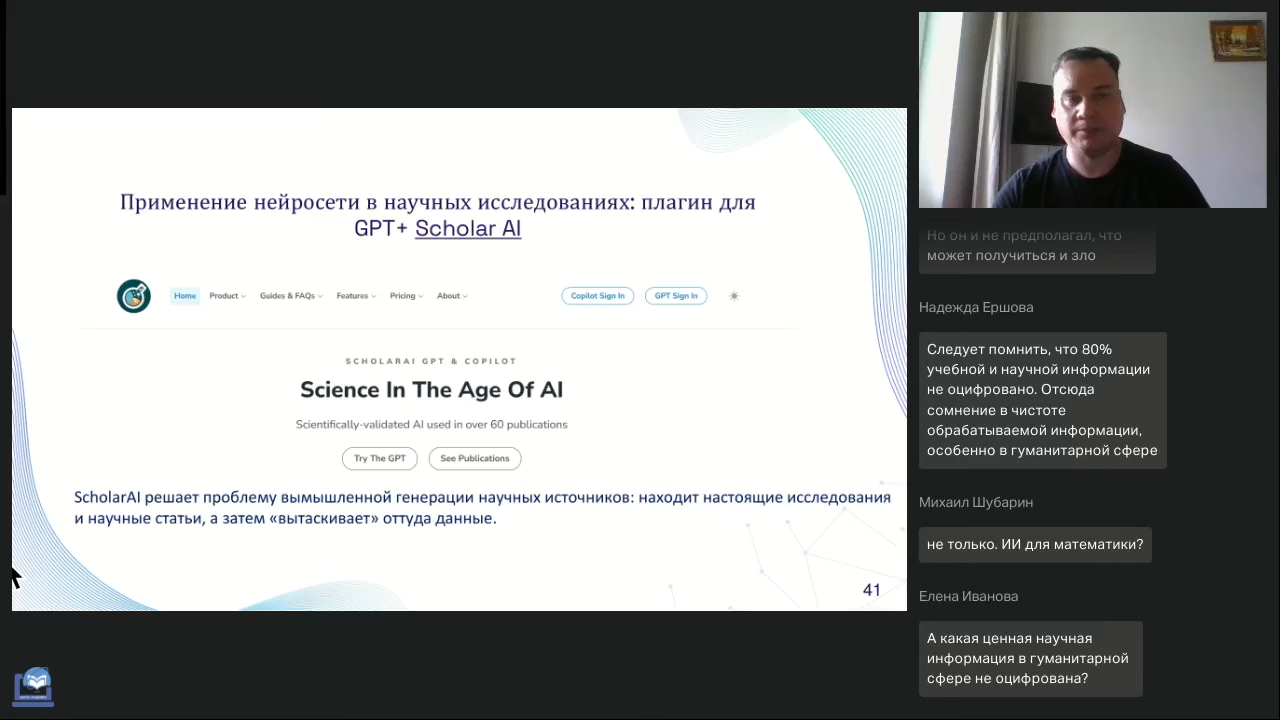 Применение нейросети в научных исследованиях: плагин для
GPT+ Scholar AI
Home Product Guides & FAQs Features Pricing About Copilot Sign In GPT Sign In
SCHOLARAI GPT & COPILOT
Science In The Age Of AI
Scientifically-validated AI used in over 60 publications
Try The GPT See Publications
ScholarAI решает проблему вымышленной генерации научных источников: находит настоящие исследования
и научные статьи, а затем «вытаскивает» оттуда данные.
41
Но он и не предполагал, что
может получиться и зло
Надежда Ершова
Следует помнить, что 80%
учебной и научной информации
не оцифровано. Отсюда
сомнение в чистоте
обрабатываемой информации,
особенно в гуманитарной сфере
Михаил Шубарин
не только. ИИ для математики?
Елена Иванова
А какая ценная научная
информация в гуманитарной
сфере не оцифрована?